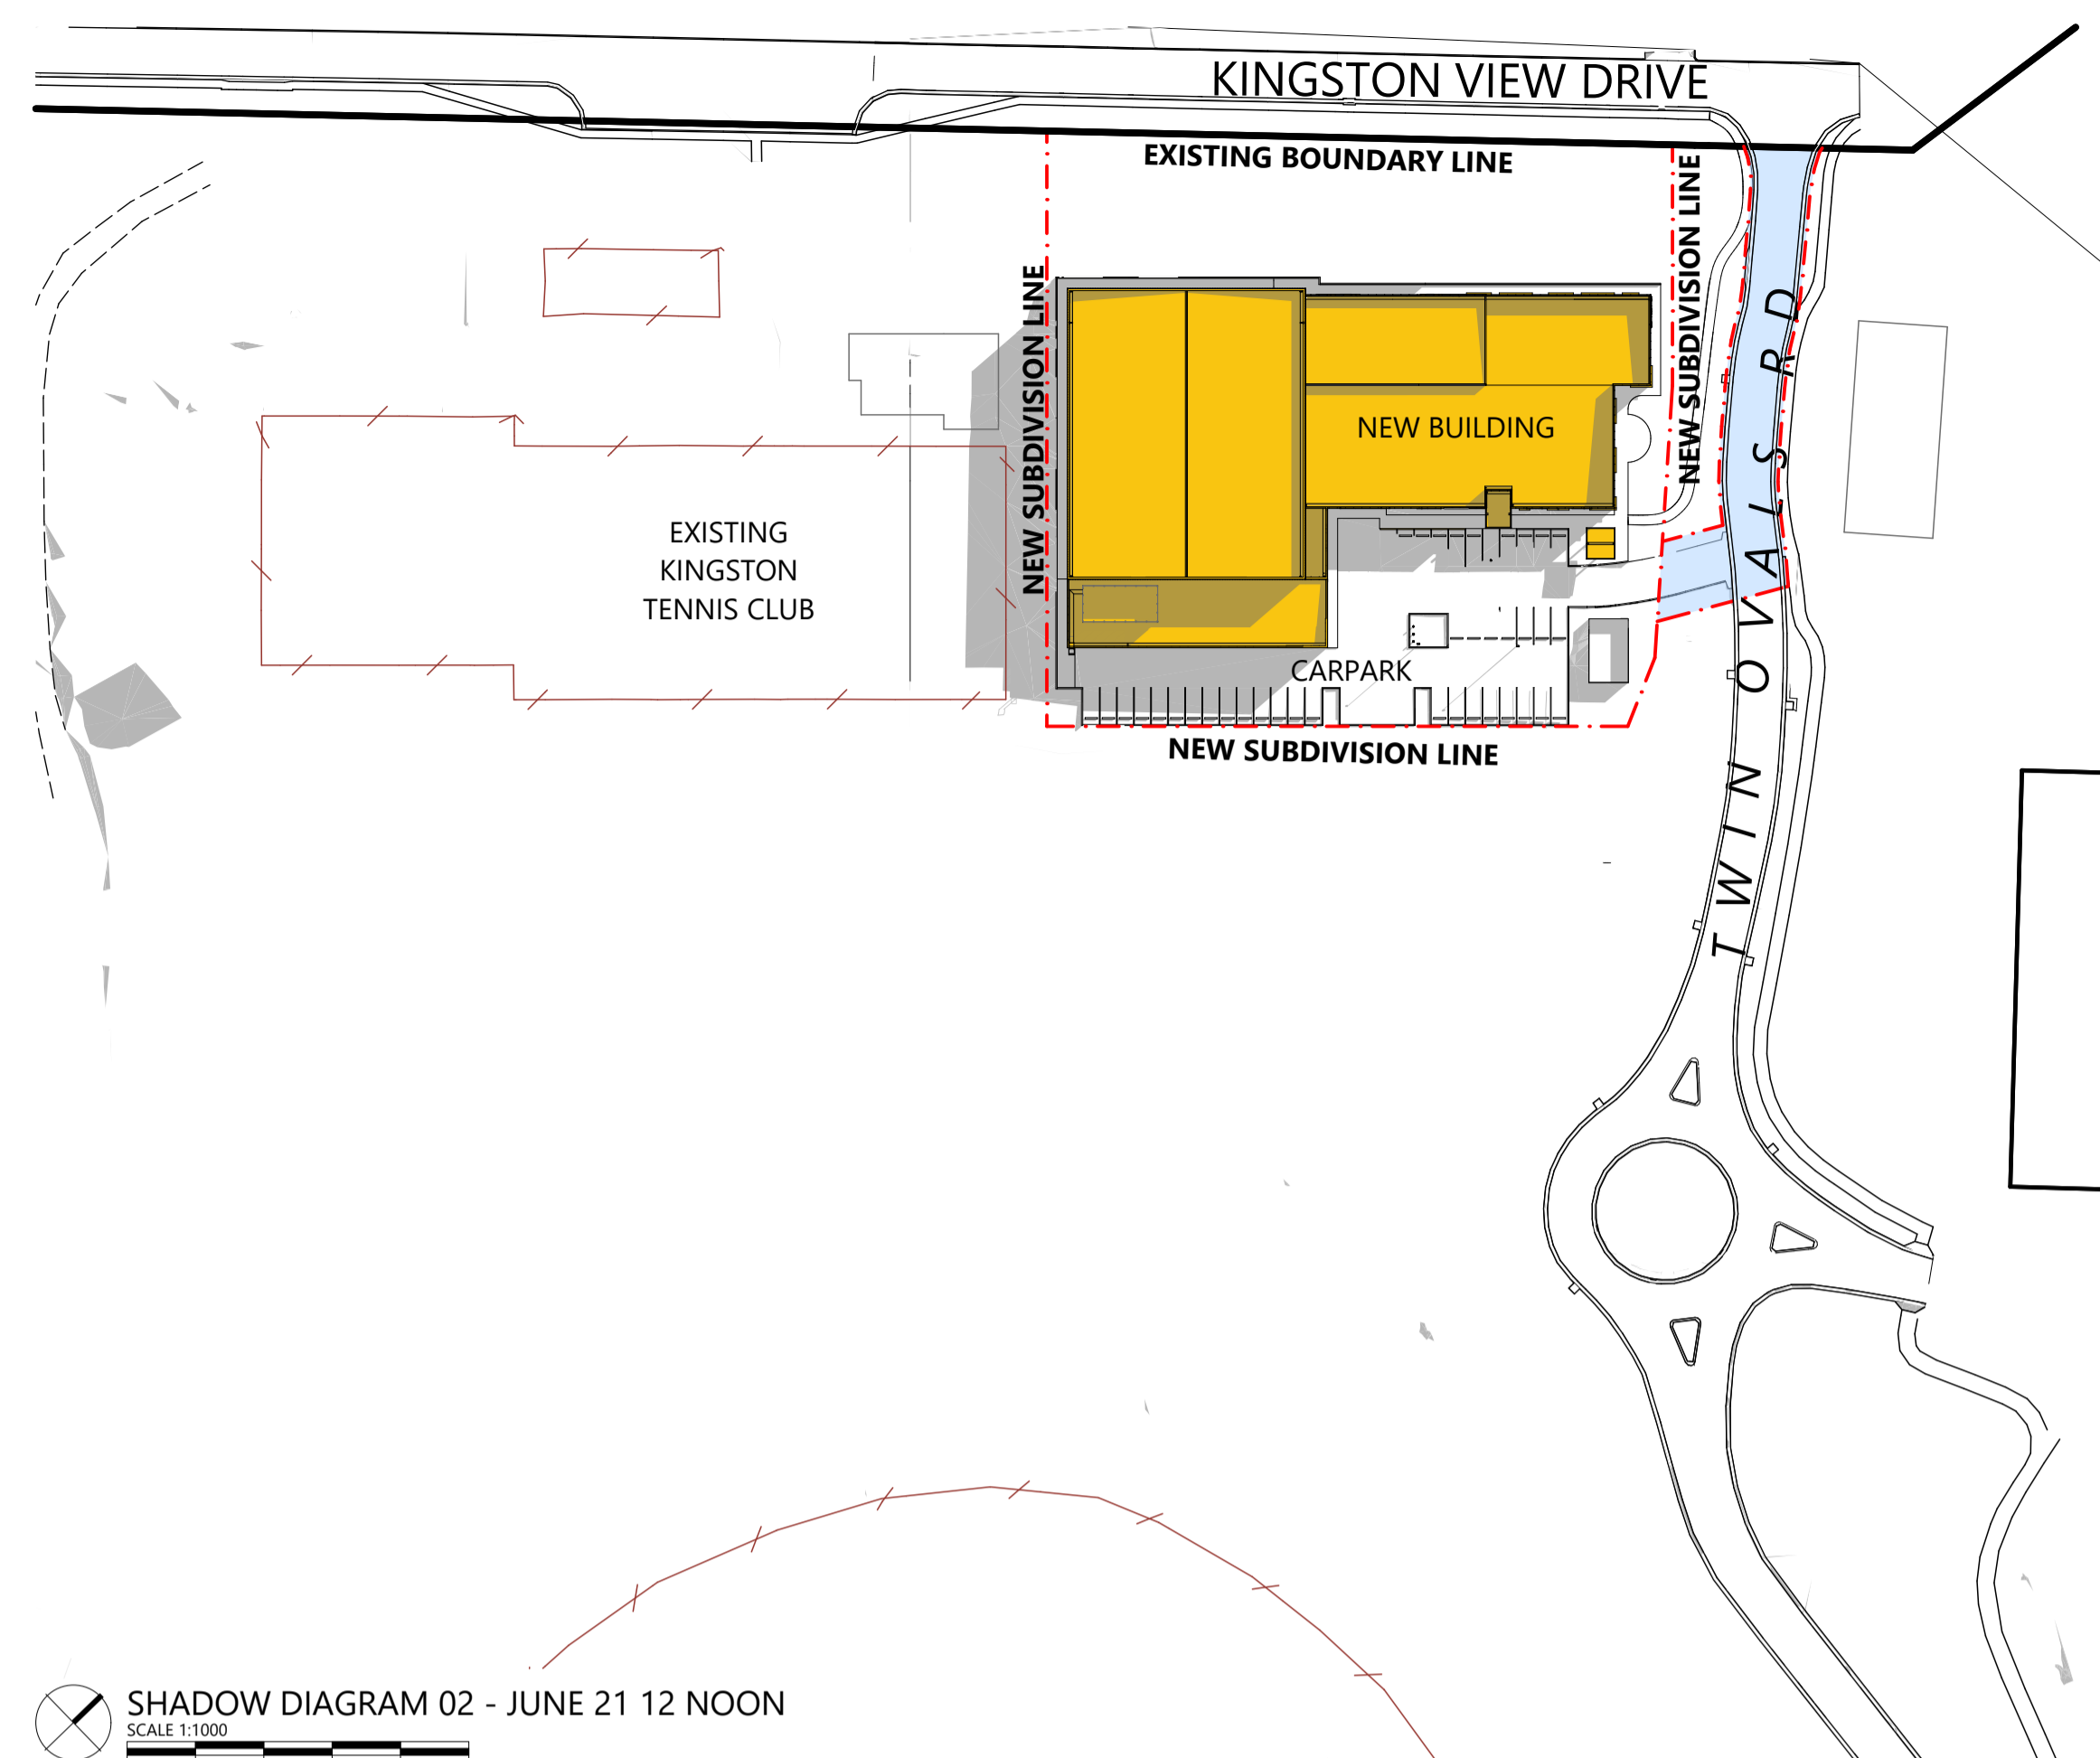 KINGSTON VIEW DRIVE
EXISTING BOUNDARY LINE
NEW SUBDIVISION LINE
NEW SUBDIVISION LINE
NEW BUILDING
EXISTING
KINGSTON
TENNIS CLUB
CARPARK
NEW SUBDIVISION LINE
TWIN OVALS RD
SHADOW DIAGRAM 02 - JUNE 21 12 NOON
SCALE 1:1000